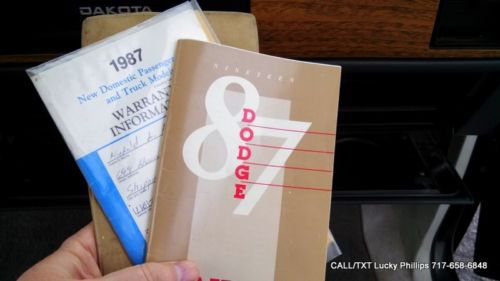 DAKOTA
1987
New Domestic Passenger
and Truck Models
WARRANTY
INFORMATION
NINETEEN
87
DODGE
CALL/TXT Lucky Phillips 717-658-6848